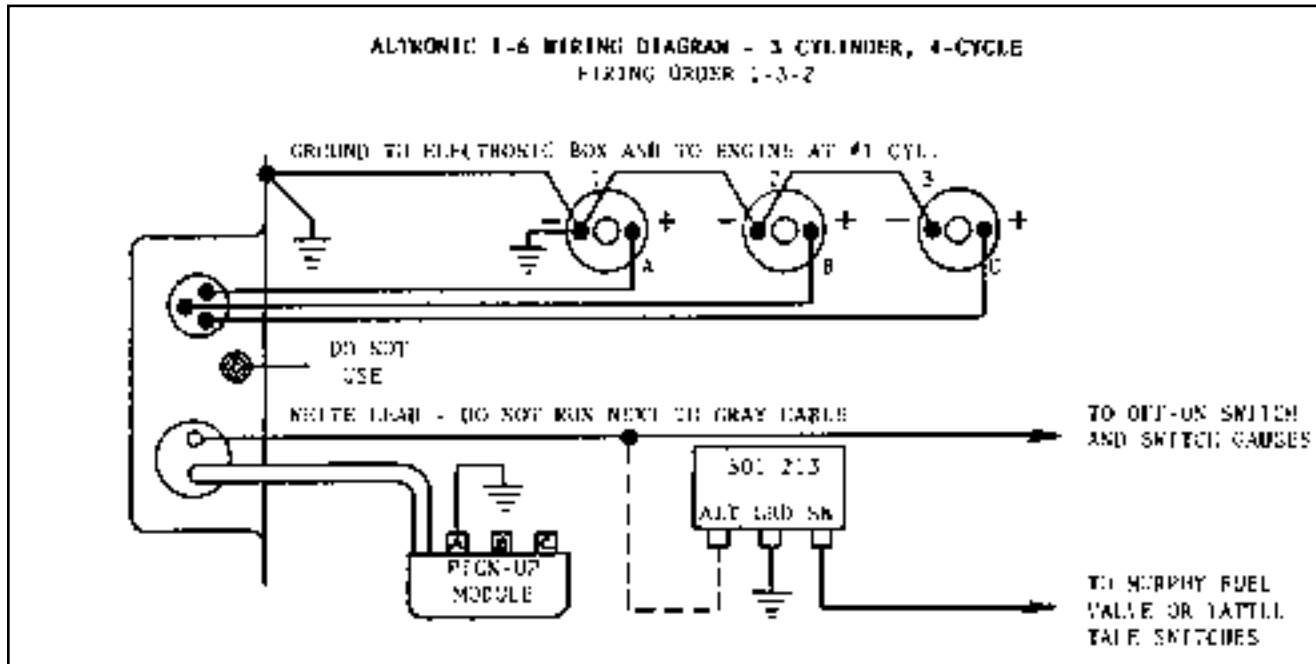 ALTRONIC I-6 WIRING DIAGRAM - 3 CYLINDER, 4-CYCLE
FIRING ORDER 1-3-2
GROUND TO ELECTRONIC BOX AND TO ENGINE AT #1 CYL.
1 2 3
- + - + - +
A B C
DO NOT
USE
WHITE LEAD - DO NOT RUN NEXT TO GRAY CABLE
TO OFF-ON SWITCH
AND SWITCH GAUGES
301 213
ALT GRD SW
A B C
PICK-UP
MODULE
TO MURPHY FUEL
VALVE OR TATTLE
TALE SWITCHES